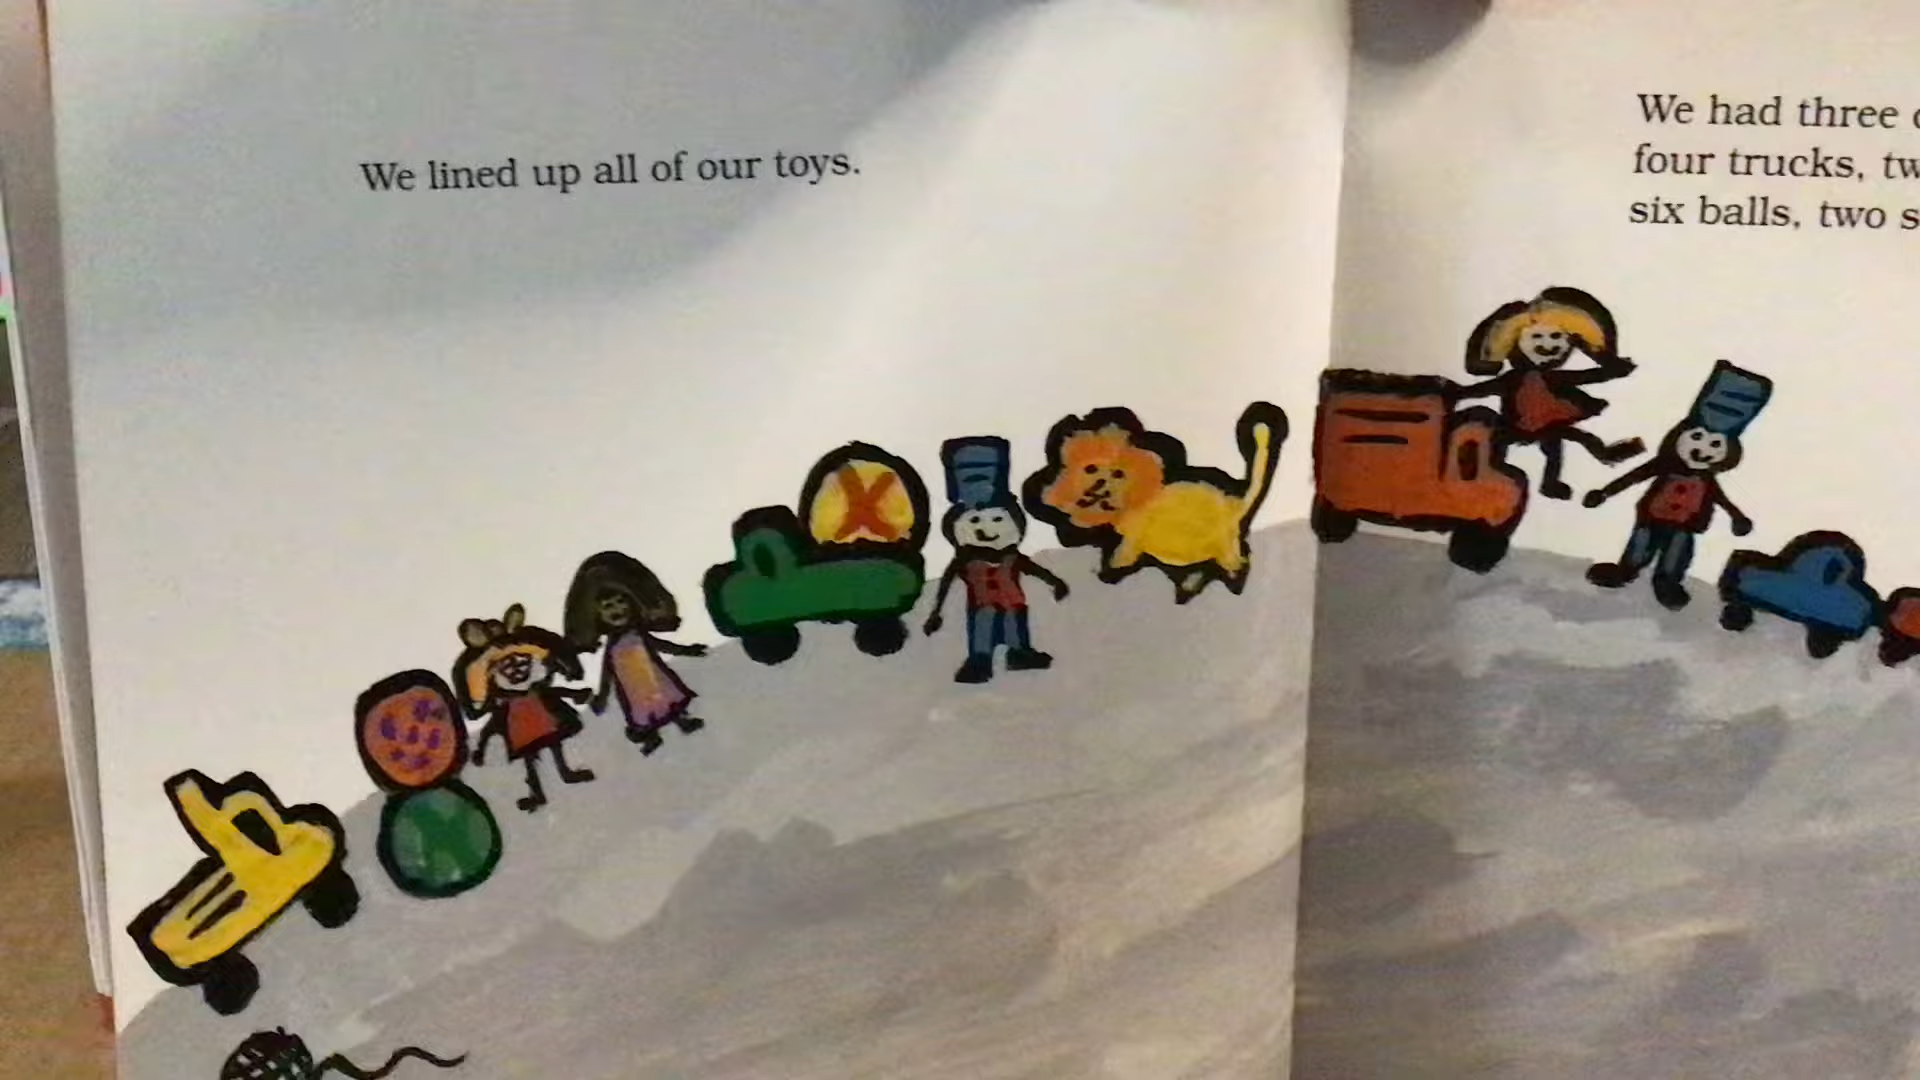 We lined up all of our toys.
We had three
four trucks,
six balls, two